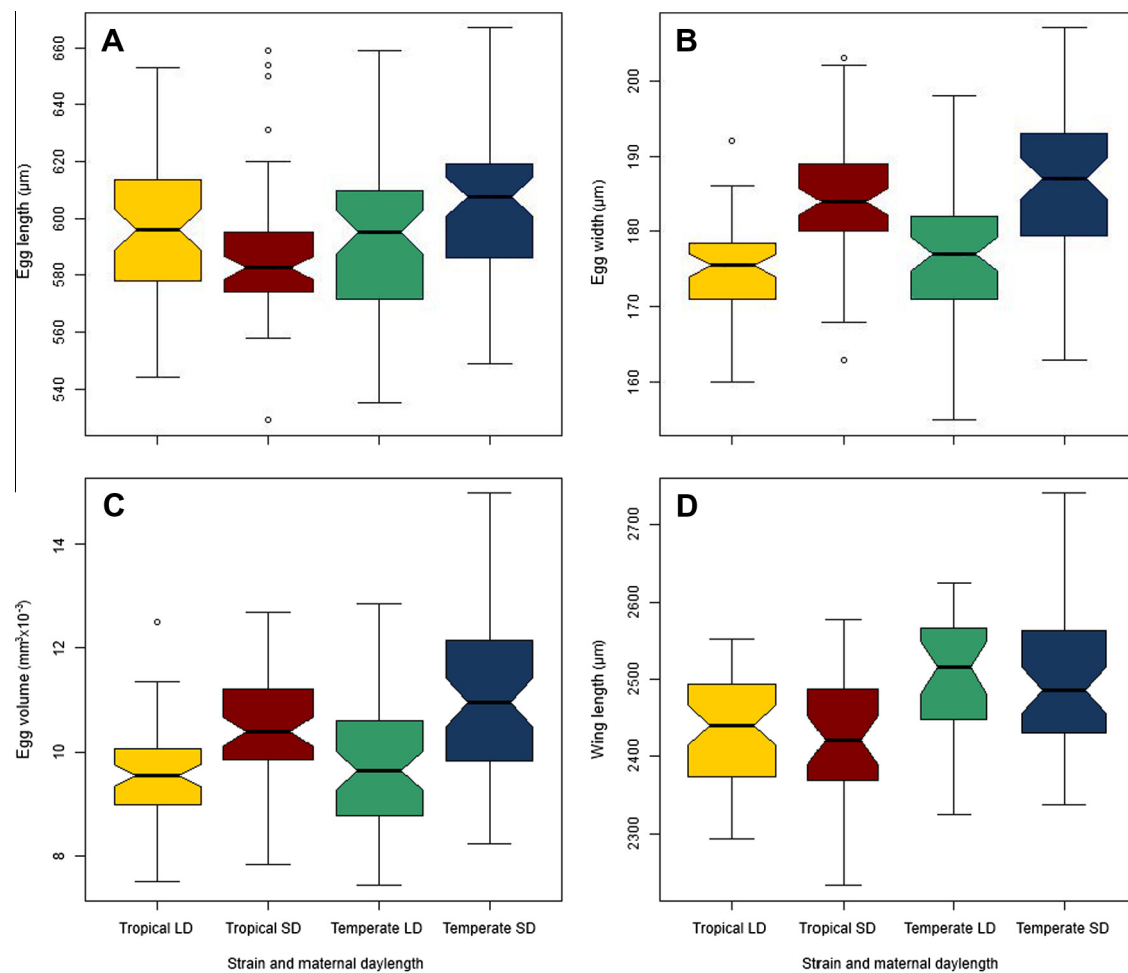 A
Egg length (µm)
660
640
620
600
580
560
540
B
Egg width (µm)
200
190
180
170
160
C
Egg volume (mm³x10⁻³)
14
12
10
8
Tropical LD Tropical SD Temperate LD Temperate SD
Strain and maternal daylength
D
Wing length (µm)
2700
2600
2500
2400
2300
Tropical LD Tropical SD Temperate LD Temperate SD
Strain and maternal daylength